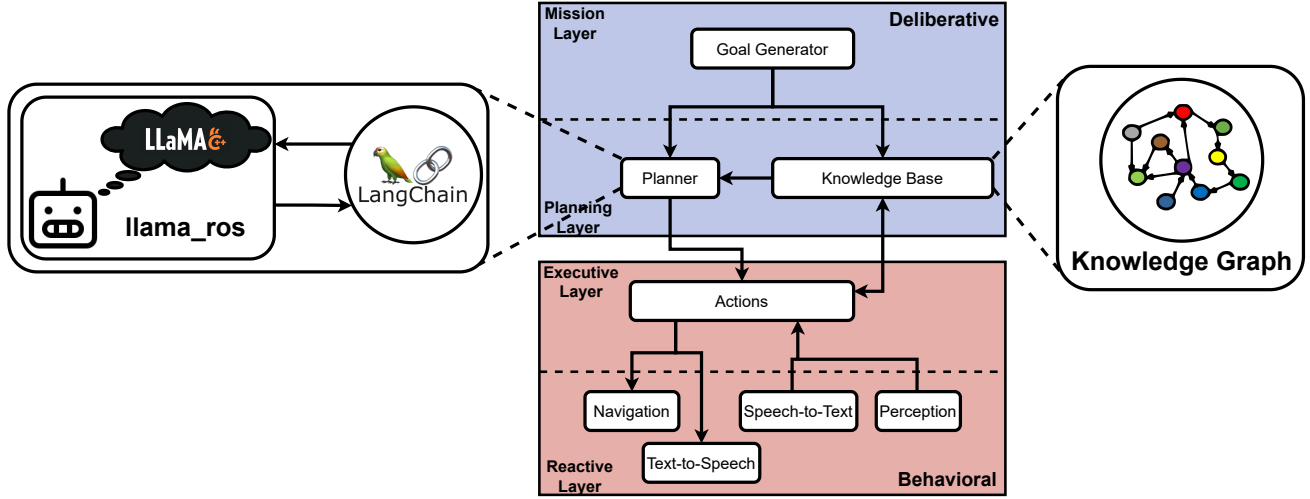 Mission
Layer
Deliberative
Goal Generator
LLaMA C++
LangChain
llama_ros
Planner
Knowledge Base
Planning
Layer
Knowledge Graph
Executive
Layer
Actions
Navigation
Speech-to-Text
Perception
Text-to-Speech
Reactive
Layer
Behavioral